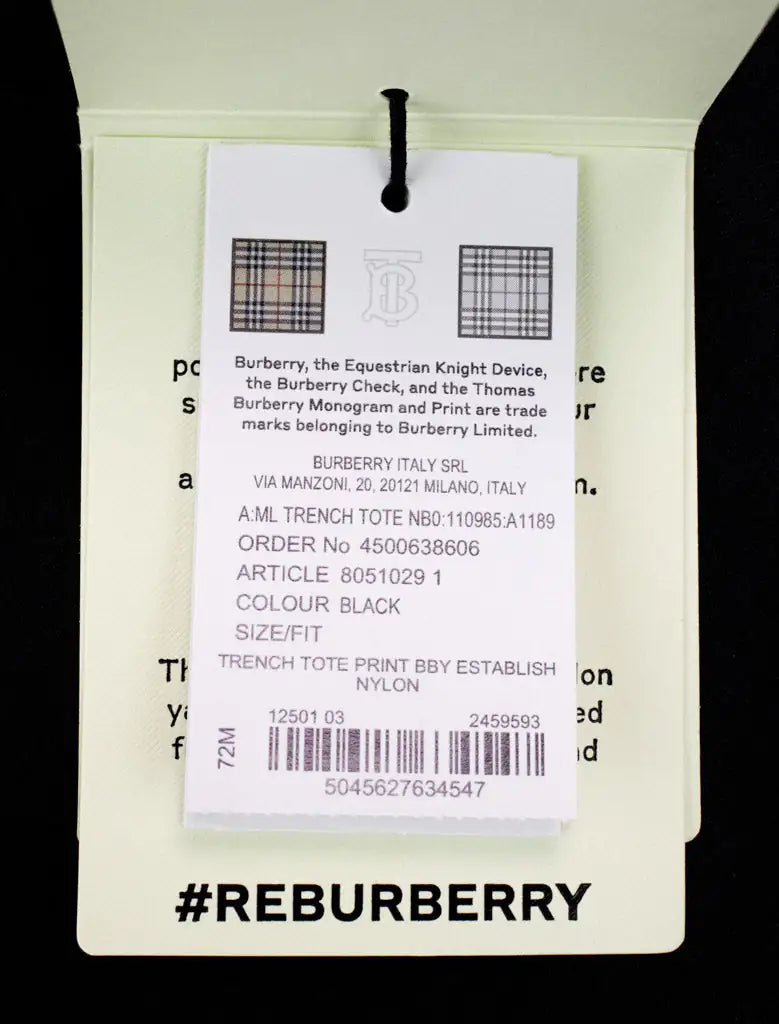 Burberry, the Equestrian Knight Device,
the Burberry Check, and the Thomas
Burberry Monogram and Print are trade
marks belonging to Burberry Limited.
BURBERRY ITALY SRL
VIA MANZONI, 20, 20121 MILANO, ITALY
A:ML TRENCH TOTE NB0:110985:A1189
ORDER No 4500638606
ARTICLE 8051029 1
COLOUR BLACK
SIZE/FIT
TRENCH TOTE PRINT BBY ESTABLISH
NYLON
12501 03 2459593
72M
5045627634547
#REBURBERRY